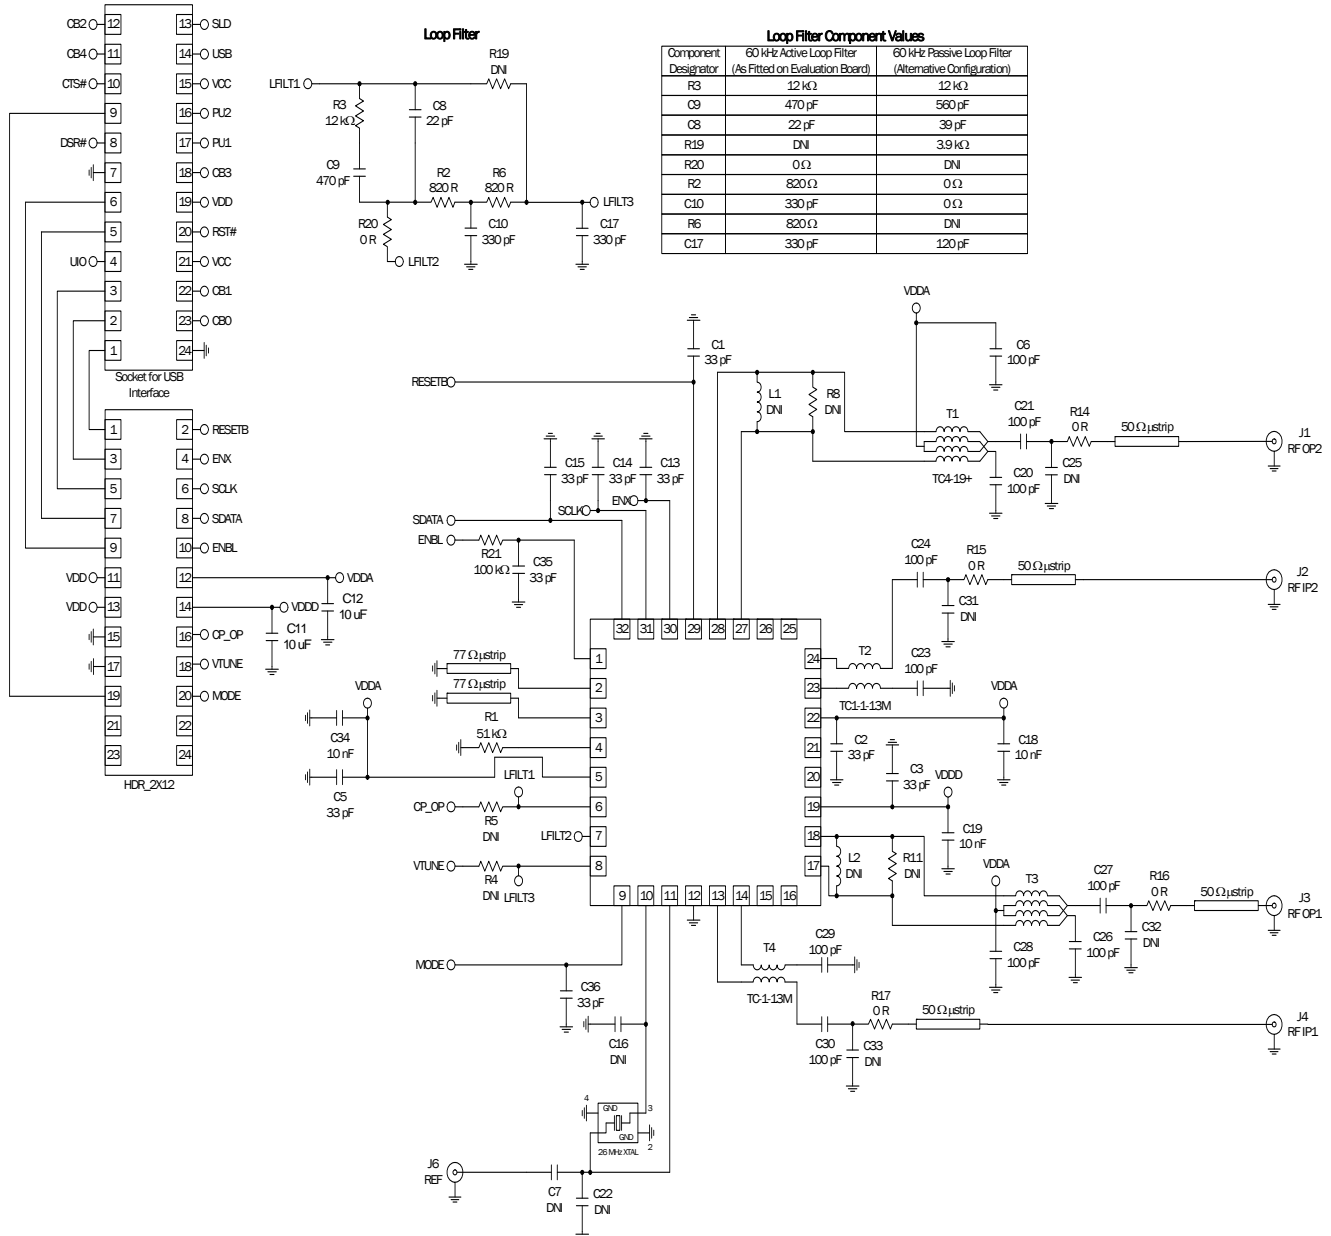 CB2 12 13 SLD
CB4 11 14 USB
CTS# 10 15 VCC
9 16 PU2
DSR# 8 17 PU1
7 18 CB3
6 19 VDD
5 20 RST#
UIO 4 21 VCC
3 22 CB1
2 23 CB0
1 24
Socket for USB
Interface
1 2 RESETB
3 4 ENX
5 6 SCLK
7 8 SDATA
9 10 ENBL
VDD 11 12 VDDA
VDD 13 14 VDDD
C12
10 uF
C11
10 uF
15 16 CP_OP
17 18 VTUNE
19 20 MODE
21 22
23 24
HDR_2X12
Loop Filter
LFILT1
R19
DNI
R3
12 kΩ
C8
22 pF
C9
470 pF
R2
820 R
R6
820 R
LFILT3
R20
0 R
C10
330 pF
C17
330 pF
LFILT2
Loop Filter Component Values
Component
Designator
60 kHz Active Loop Filter
(As Fitted on Evaluation Board)
60 kHz Passive Loop Filter
(Alternative Configuration)
R3 12 kΩ 12 kΩ
C9 470 pF 560 pF
C8 22 pF 39 pF
R19 DNI 3.9 kΩ
R20 0 Ω DNI
R2 820 Ω 0 Ω
C10 330 pF 0 Ω
R6 820 Ω DNI
C17 330 pF 120 pF
VDDA
C6
100 pF
C1
33 pF
RESETB
L1
DNI
R8
DNI
T1
TC4-19+
C21
100 pF
R14
0 R
50 Ω µstrip
J1
RF OP2
C20
100 pF
C25
DNI
C15
33 pF
C14
33 pF
C13
33 pF
ENX
SCLK
SDATA
ENBL
R21
100 kΩ
C35
33 pF
C24
100 pF
R15
0 R
50 Ω µstrip
J2
RF IP2
C31
DNI
32 31 30 29 28 27 26 25
1
2
3
4
5
6
7
8
24
23
22
21
20
19
18
17
9 10 11 12 13 14 15 16
77 Ω µstrip
77 Ω µstrip
R1
51 kΩ
VDDA
C34
10 nF
C5
33 pF
LFILT1
CP_OP
R5
DNI
LFILT2
VTUNE
R4
DNI
LFILT3
T2
TC1-1-13M
C23
100 pF
VDDA
C2
33 pF
C18
10 nF
C3
33 pF
VDDD
C19
10 nF
L2
DNI
R11
DNI
VDDA
T3
C27
100 pF
R16
0 R
50 Ω µstrip
J3
RF OP1
C28
100 pF
C26
100 pF
C32
DNI
MODE
C36
33 pF
C16
DNI
T4
TC-1-13M
C29
100 pF
C30
100 pF
R17
0 R
50 Ω µstrip
J4
RF IP1
C33
DNI
4
GND
3
GND
2
26 MHz XTAL
J6
REF
C7
DNI
C22
DNI